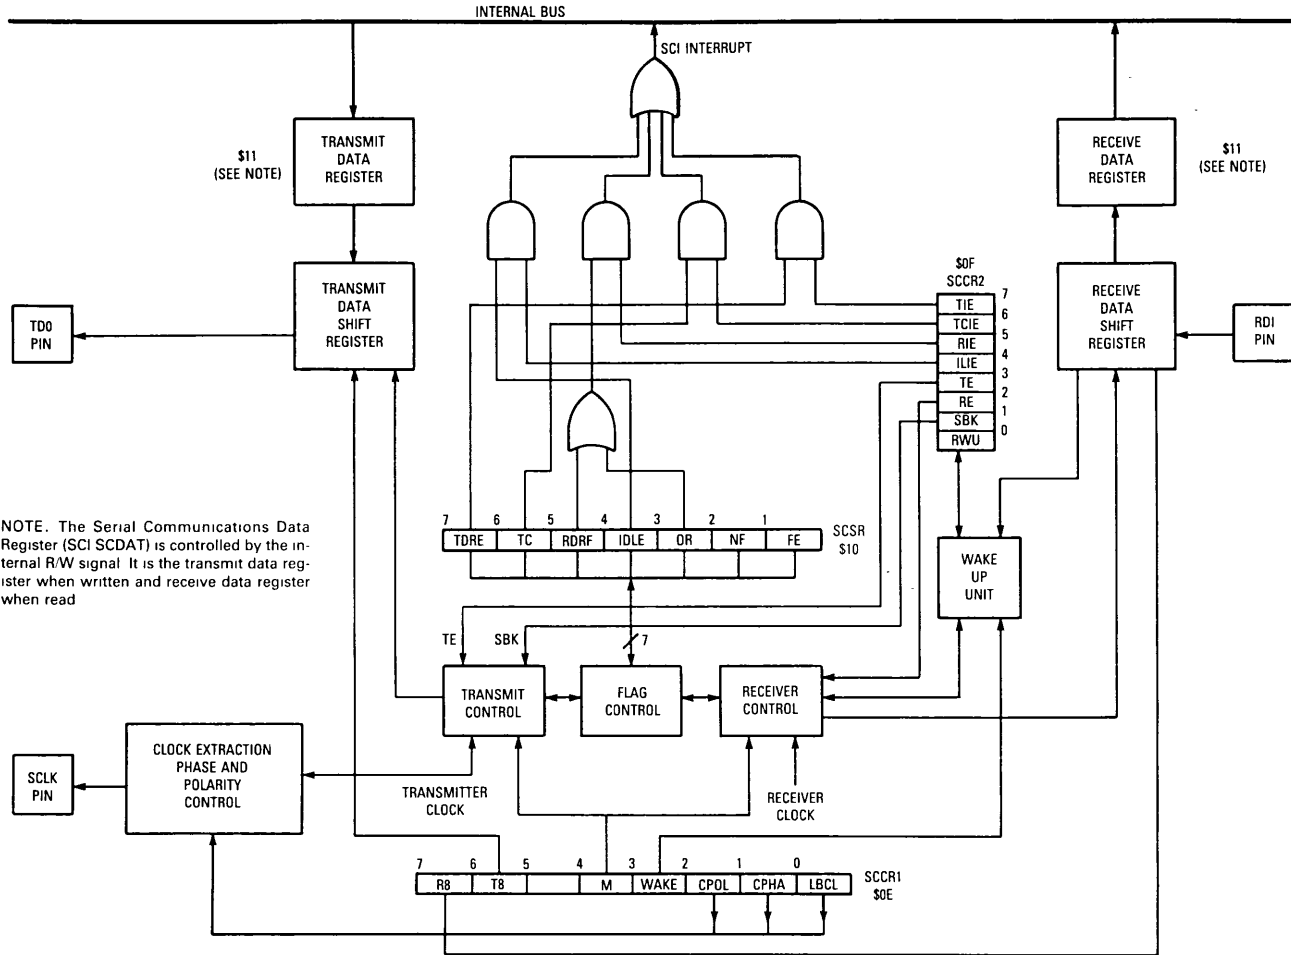 INTERNAL BUS
SCI INTERRUPT
$11
(SEE NOTE)
TRANSMIT
DATA
REGISTER
RECEIVE
DATA
REGISTER
$11
(SEE NOTE)
TRANSMIT
DATA
SHIFT
REGISTER
TD0
PIN
$0F
SCCR2
7
TIE
6
TCIE
5
RIE
4
ILIE
3
TE
2
RE
1
SBK
0
RWU
RECEIVE
DATA
SHIFT
REGISTER
RDI
PIN
NOTE. The Serial Communications Data
Register (SCI SCDAT) is controlled by the in-
ternal R/W signal It is the transmit data reg-
ister when written and receive data register
when read
7 6 5 4 3 2 1
TDRE TC RDRF IDLE OR NF FE
SCSR
$10
WAKE
UP
UNIT
TE
SBK
7
TRANSMIT
CONTROL
FLAG
CONTROL
RECEIVER
CONTROL
CLOCK EXTRACTION
PHASE AND
POLARITY
CONTROL
SCLK
PIN
TRANSMITTER
CLOCK
RECEIVER
CLOCK
7 6 5 4 3 2 1 0
R8 T8 M WAKE CPOL CPHA LBCL
SCCR1
$0E